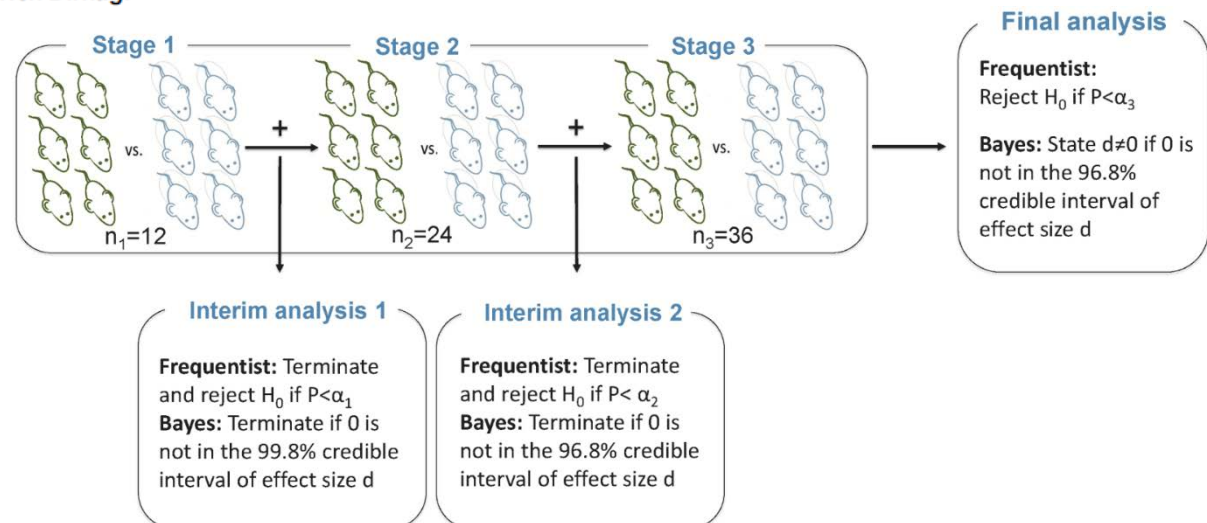 Stage 1
Stage 2
Stage 3
+
+
vs.
vs.
vs.
n₁=12
n₂=24
n₃=36
Final analysis
Frequentist:
Reject H₀ if P<α₃
Bayes: State d≠0 if 0 is
not in the 96.8%
credible interval of
effect size d
Interim analysis 1
Frequentist: Terminate
and reject H₀ if P<α₁
Bayes: Terminate if 0 is
not in the 99.8% credible
interval of effect size d
Interim analysis 2
Frequentist: Terminate
and reject H₀ if P< α₂
Bayes: Terminate if 0 is
not in the 96.8% credible
interval of effect size d